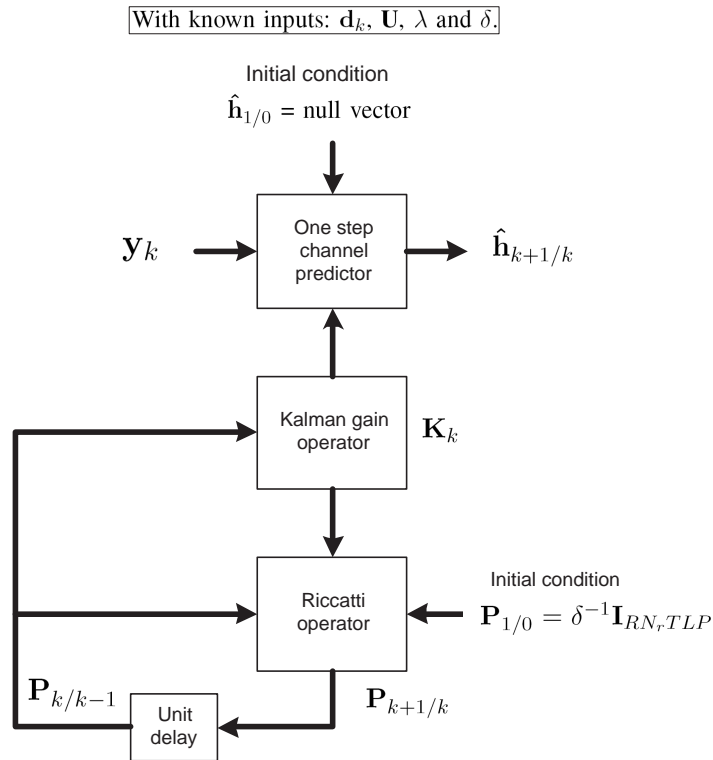 With known inputs: d_k, U, λ and δ.
Initial condition
ĥ_{1/0} = null vector
One step
channel
predictor
y_k
ĥ_{k+1/k}
Kalman gain
operator
K_k
Initial condition
P_{1/0} = δ^{-1}I_{RN_rTLP}
Riccatti
operator
P_{k/k−1}
P_{k+1/k}
Unit
delay